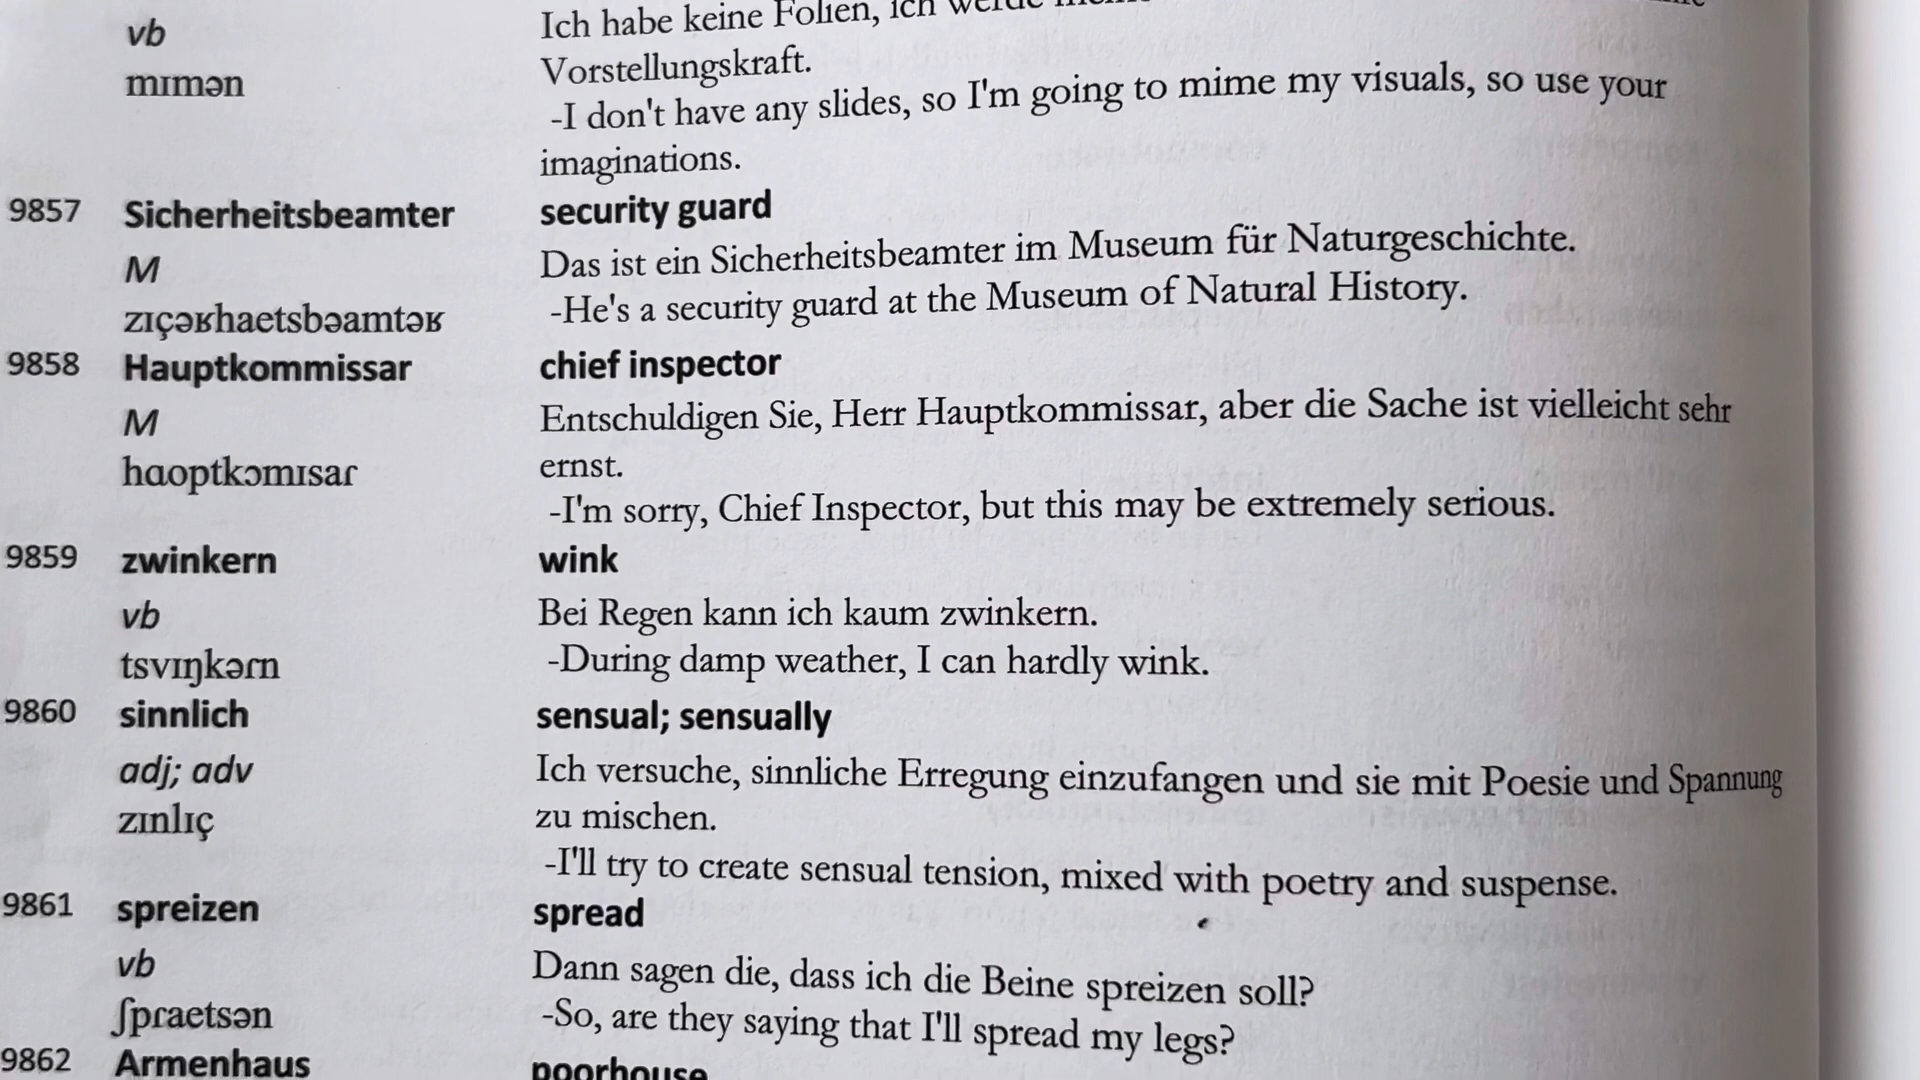 Ich habe keine Folien, ich werde
vb
Vorstellungskraft.
mɪmən
-I don't have any slides, so I'm going to mime my visuals, so use your
imaginations.
9857 Sicherheitsbeamter security guard
M Das ist ein Sicherheitsbeamter im Museum für Naturgeschichte.
zɪçəʁhaetsbəamtəʁ -He's a security guard at the Museum of Natural History.
9858 Hauptkommissar chief inspector
M Entschuldigen Sie, Herr Hauptkommissar, aber die Sache ist vielleicht sehr
hɑoptkɔmɪsaɾ ernst.
-I'm sorry, Chief Inspector, but this may be extremely serious.
9859 zwinkern wink
vb Bei Regen kann ich kaum zwinkern.
tsvɪŋkəɾn -During damp weather, I can hardly wink.
9860 sinnlich sensual; sensually
adj; adv Ich versuche, sinnliche Erregung einzufangen und sie mit Poesie und Spannung
zɪnlɪç zu mischen.
-I'll try to create sensual tension, mixed with poetry and suspense.
9861 spreizen spread
vb Dann sagen die, dass ich die Beine spreizen soll?
ʃpɾaetsən -So, are they saying that I'll spread my legs?
9862 Armenhaus poorhouse